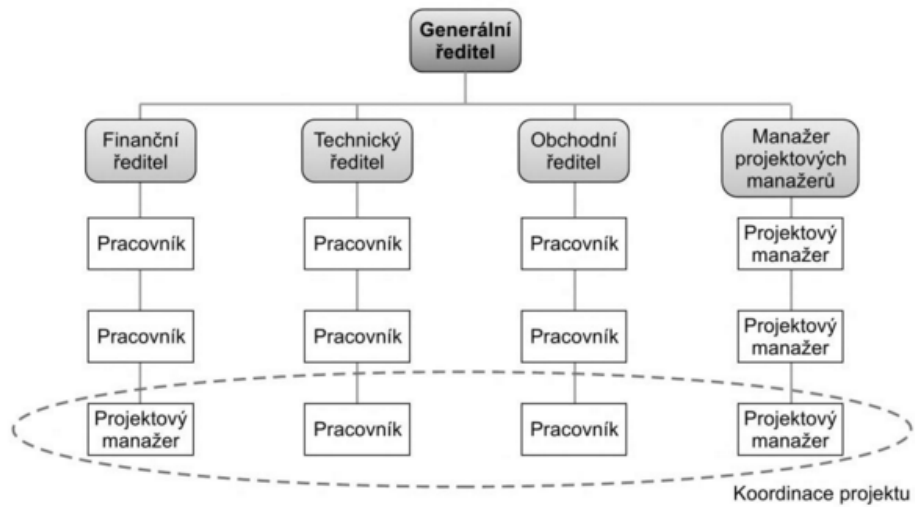 Generální
ředitel
Finanční
ředitel
Technický
ředitel
Obchodní
ředitel
Manažer
projektových
manažerů
Pracovník
Pracovník
Pracovník
Projektový
manažer
Pracovník
Pracovník
Pracovník
Projektový
manažer
Projektový
manažer
Pracovník
Pracovník
Projektový
manažer
Koordinace projektu